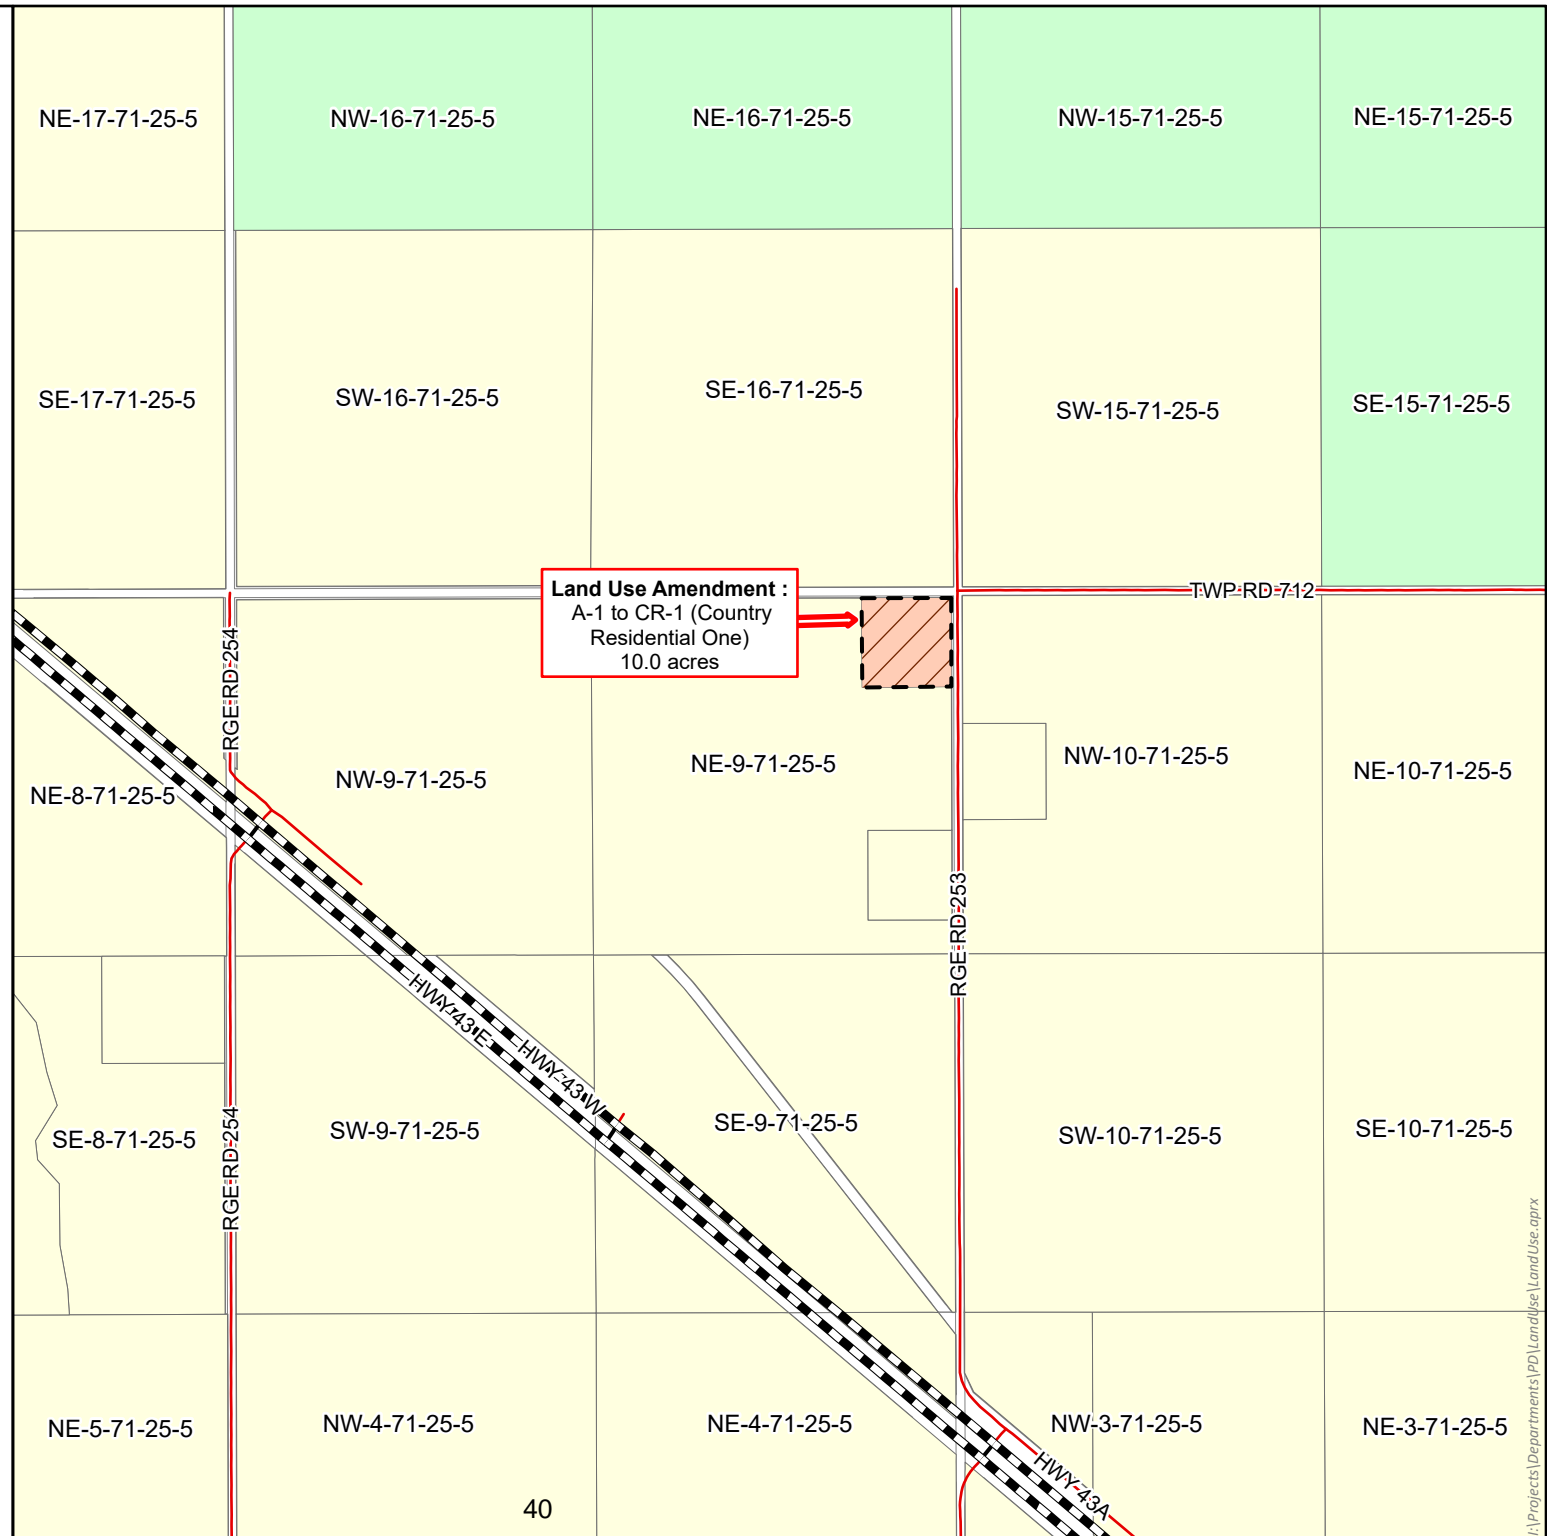 NE-17-71-25-5
NW-16-71-25-5
NE-16-71-25-5
NW-15-71-25-5
NE-15-71-25-5
SE-17-71-25-5
SW-16-71-25-5
SE-16-71-25-5
SW-15-71-25-5
SE-15-71-25-5
Land Use Amendment :
A-1 to CR-1 (Country
Residential One)
10.0 acres
TWP RD 712
RGE RD 254
NE-8-71-25-5
NW-9-71-25-5
NE-9-71-25-5
NW-10-71-25-5
NE-10-71-25-5
RGE RD 253
HWY 43 E
HWY 43 W
SE-8-71-25-5
RGE RD 254
SW-9-71-25-5
SE-9-71-25-5
SW-10-71-25-5
SE-10-71-25-5
NE-5-71-25-5
NW-4-71-25-5
NE-4-71-25-5
NW-3-71-25-5
NE-3-71-25-5
HWY 43A
40
I:\Projects\Departments\PD\LandUse\LandUse.aprx